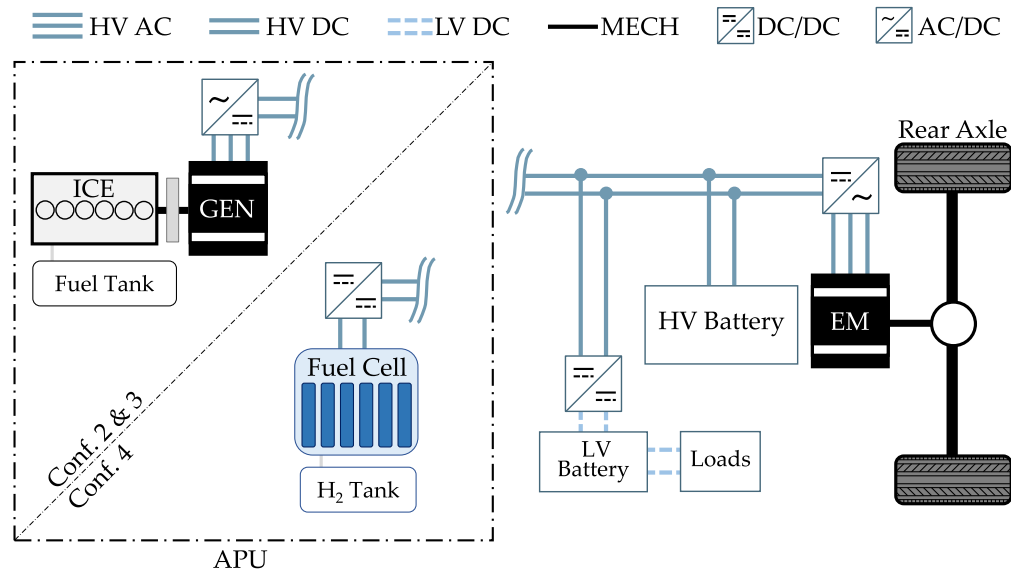 HV AC
HV DC
LV DC
MECH
DC/DC
AC/DC
ICE
GEN
Fuel Tank
Fuel Cell
H₂ Tank
Conf. 2 & 3
Conf. 4
APU
HV Battery
LV
Battery
Loads
EM
Rear Axle